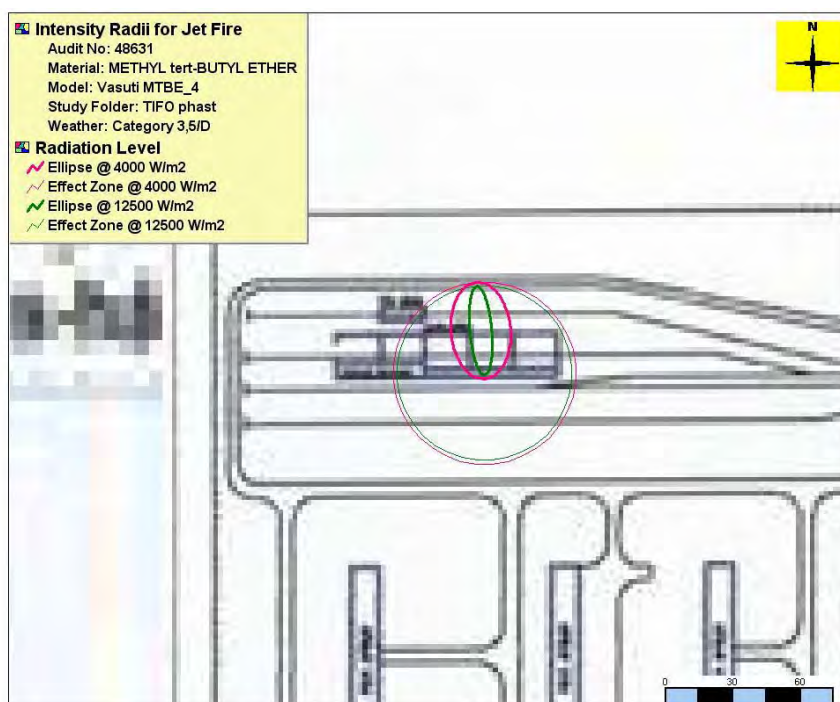 Intensity Radii for Jet Fire
Audit No: 48631
Material: METHYL tert-BUTYL ETHER
Model: Vasuti MTBE_4
Study Folder: TIFO phast
Weather: Category 3,5/D
Radiation Level
Ellipse @ 4000 W/m2
Effect Zone @ 4000 W/m2
Ellipse @ 12500 W/m2
Effect Zone @ 12500 W/m2
N
0 30 60